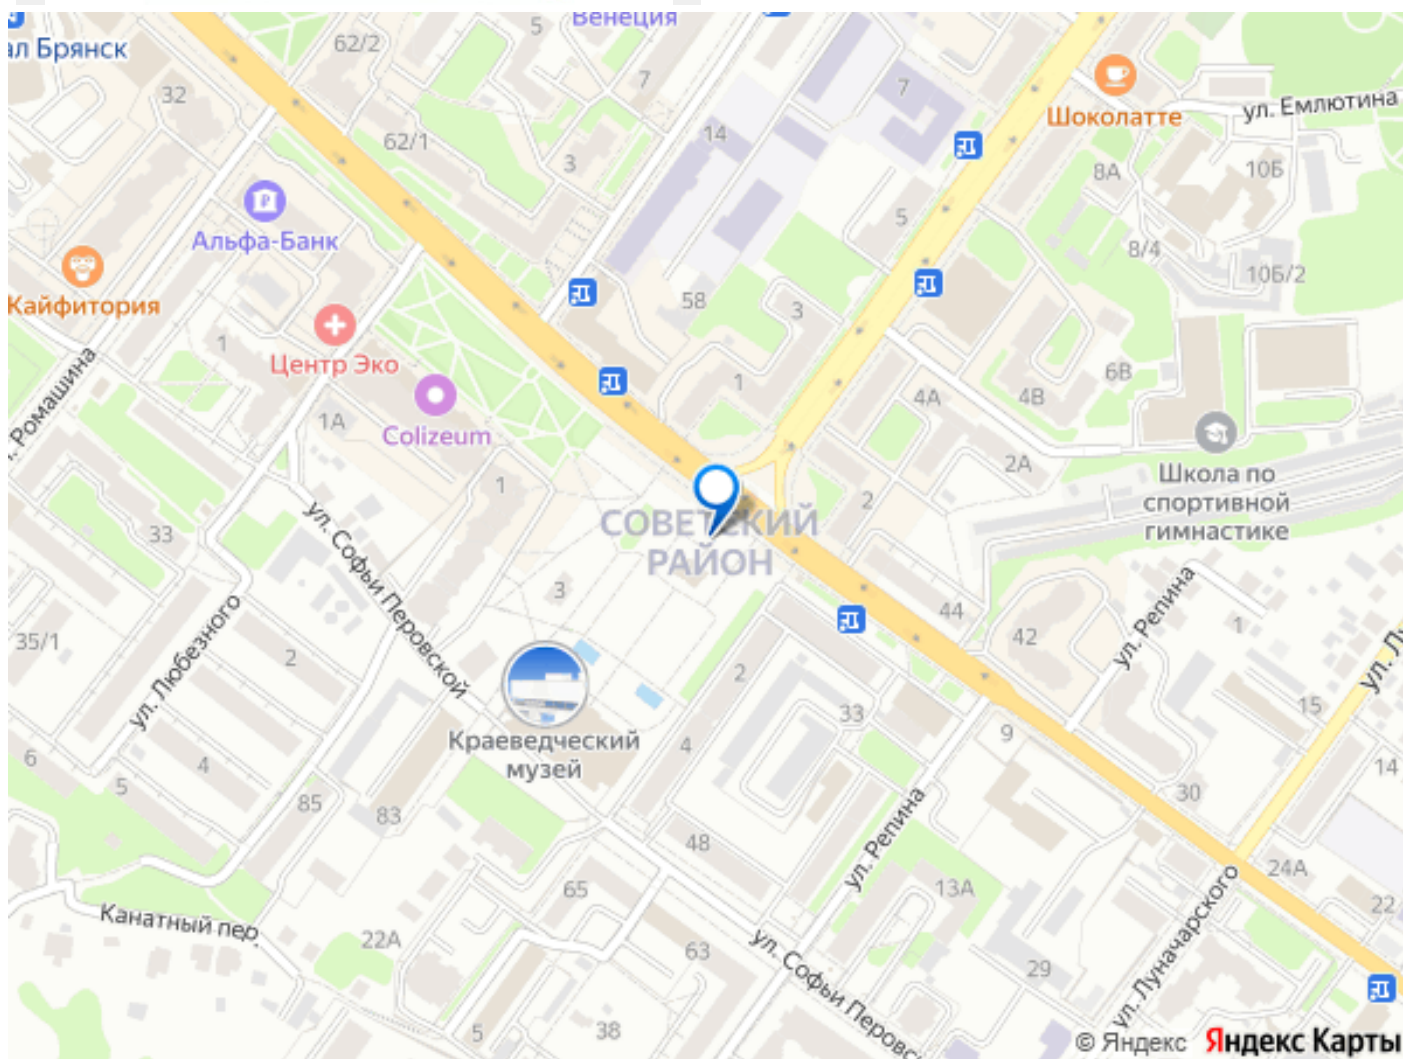 Венеция
ал Брянск
62/2
5
7
32
7
Шоколатте
ул. Емлютина
62/1
14
3
8А
10Б
Альфа-Банк
5
8/4
10Б/2
Кайфитория
58
3
1
Центр Эко
1
6В
4А
4В
Ромашина
1А
Colizeum
2А
Школа по
спортивной
гимнастике
1
2
СОВЕТСКИЙ
РАЙОН
33
ул. Софьи Перовской
3
44
42
ул. Репина
1
35/1
2
ул. Любезного
2
15
33
9
Краеведческий
музей
4
6
4
5
14
30
85
83
48
ул. Репина
24А
65
13А
22
Канатный пер.
22А
63
ул. Софьи Перовс
29
ул. Луначарского
5
38
© Яндекс Яндекс Карты